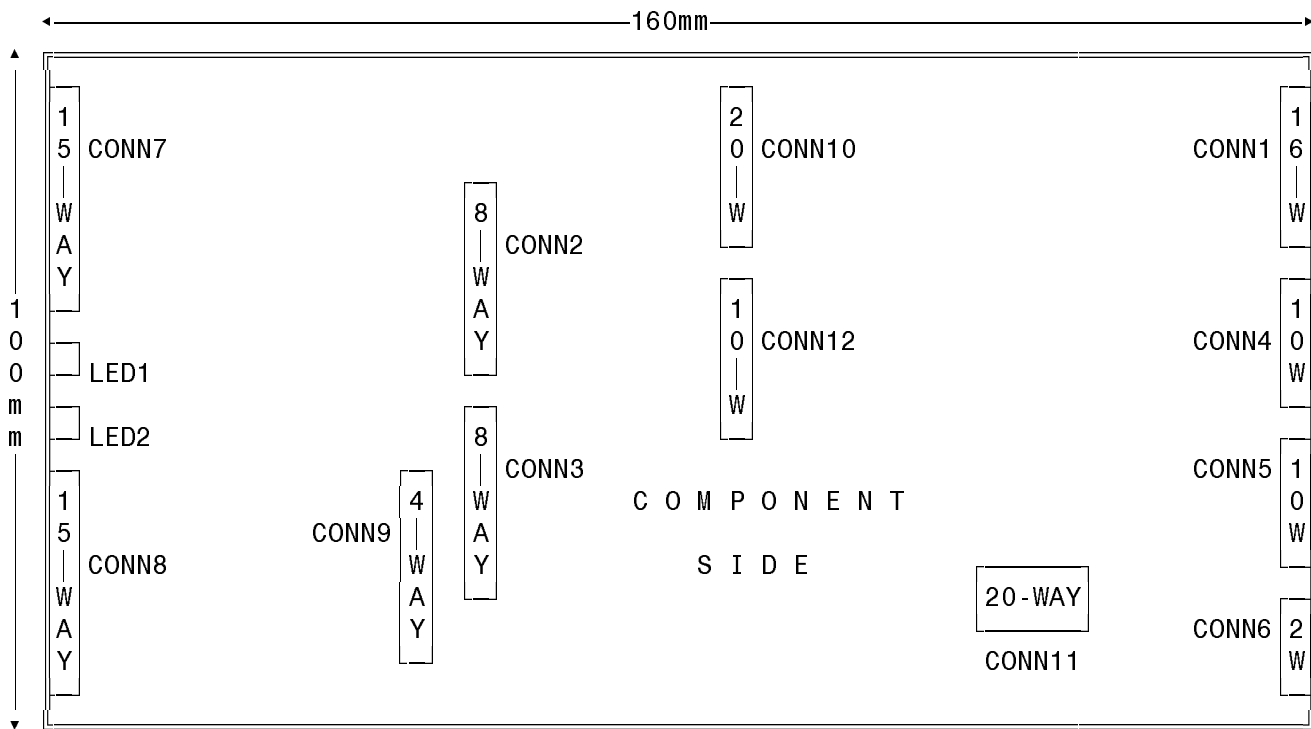 160mm
100mm
15-WAY
CONN7
8-WAY
CONN2
20-W
CONN10
CONN1
16-W
LED1
LED2
10-W
CONN12
CONN4
10W
15-WAY
CONN8
CONN9
4-WAY
8-WAY
CONN3
COMPONENT
SIDE
20-WAY
CONN11
CONN5
10W
CONN6
2W